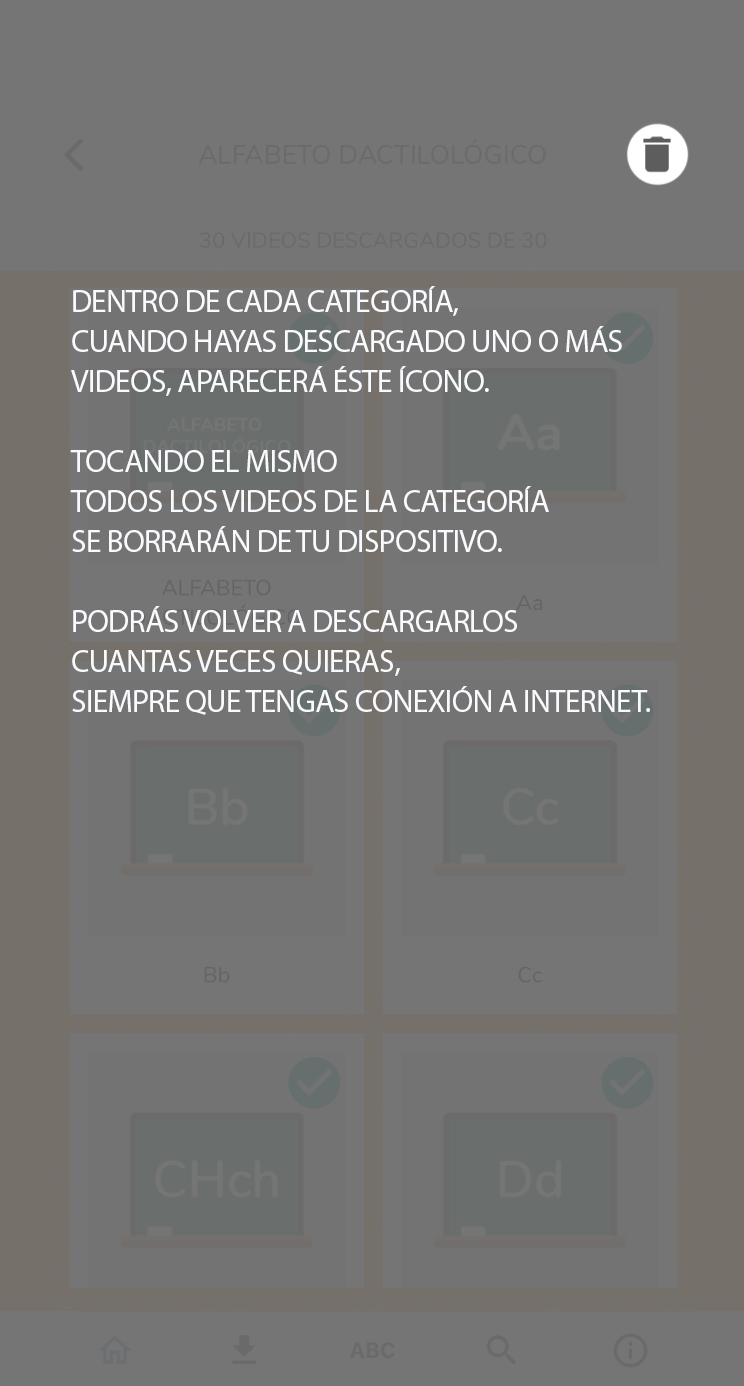 ALFABETO DACTILOLÓGICO
30 VIDEOS DESCARGADOS DE 30
DENTRO DE CADA CATEGORÍA,
CUANDO HAYAS DESCARGADO UNO O MÁS
VIDEOS, APARECERÁ ÉSTE ÍCONO.
ALFABETO
DACTILOLÓGICO
Aa
TOCANDO EL MISMO
TODOS LOS VIDEOS DE LA CATEGORÍA
SE BORRARÁN DE TU DISPOSITIVO.
ALFABETO
Aa
PODRÁS VOLVER A DESCARGARLOS
CUANTAS VECES QUIERAS,
SIEMPRE QUE TENGAS CONEXIÓN A INTERNET.
Bb
Cc
Bb
Cc
CHch
Dd
ABC